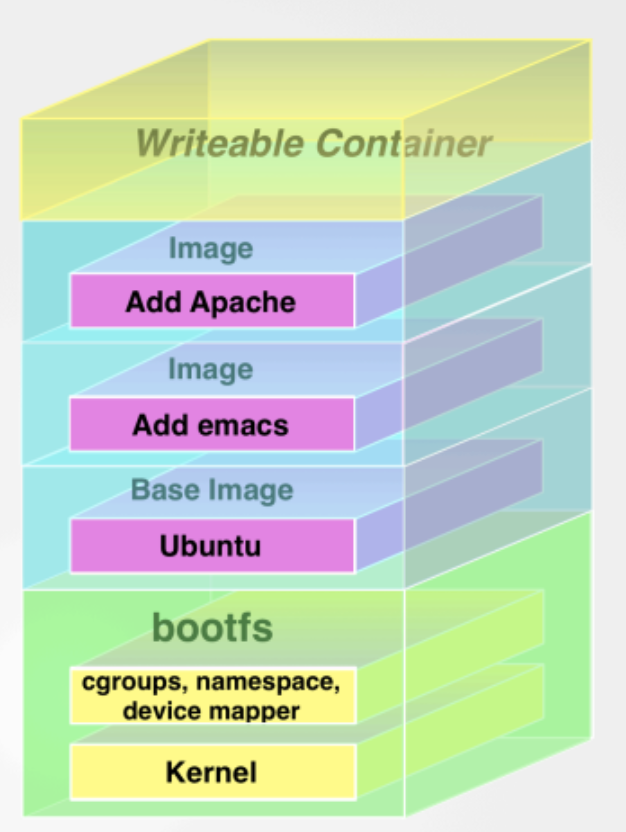 Writeable Container
Image
Add Apache
Image
Add emacs
Base Image
Ubuntu
bootfs
cgroups, namespace,
device mapper
Kernel